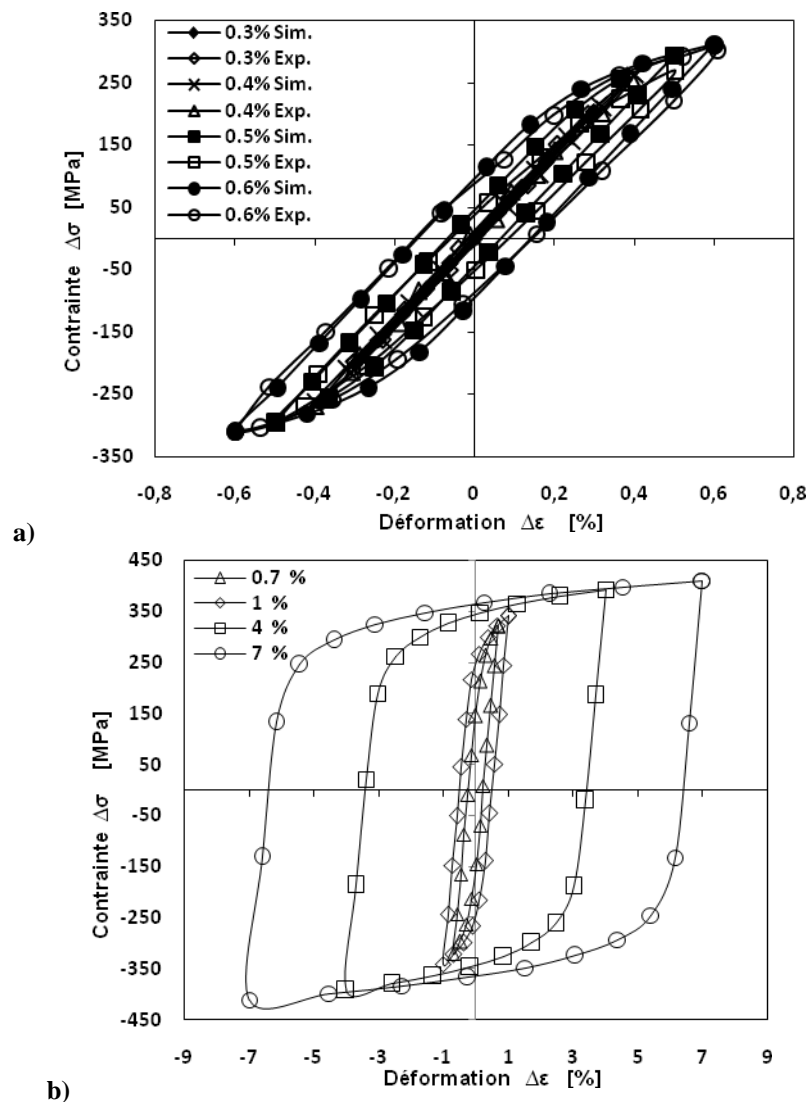 350
250
150
50
-50
-150
-250
-350
Contrainte Δσ [MPa]
0.3% Sim.
0.3% Exp.
0.4% Sim.
0.4% Exp.
0.5% Sim.
0.5% Exp.
0.6% Sim.
0.6% Exp.
-0,8 -0,6 -0,4 -0,2 0 0,2 0,4 0,6 0,8
Déformation Δε [%]
a)
450
350
250
150
50
-50
-150
-250
-350
-450
Contrainte Δσ [MPa]
0.7 %
1 %
4 %
7 %
-9 -7 -5 -3 -1 1 3 5 7 9
Déformation Δε [%]
b)